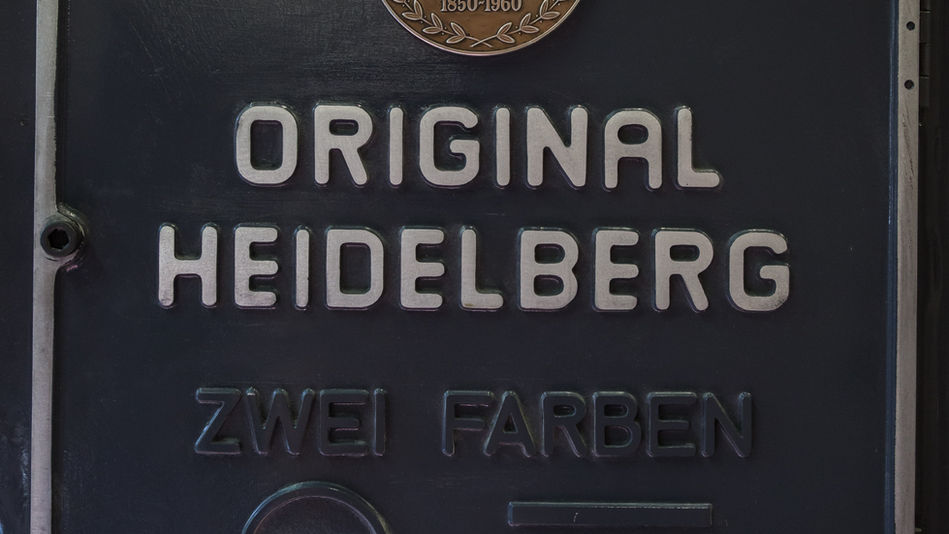 1850-1960
ORIGINAL
HEIDELBERG
ZWEI FARBEN